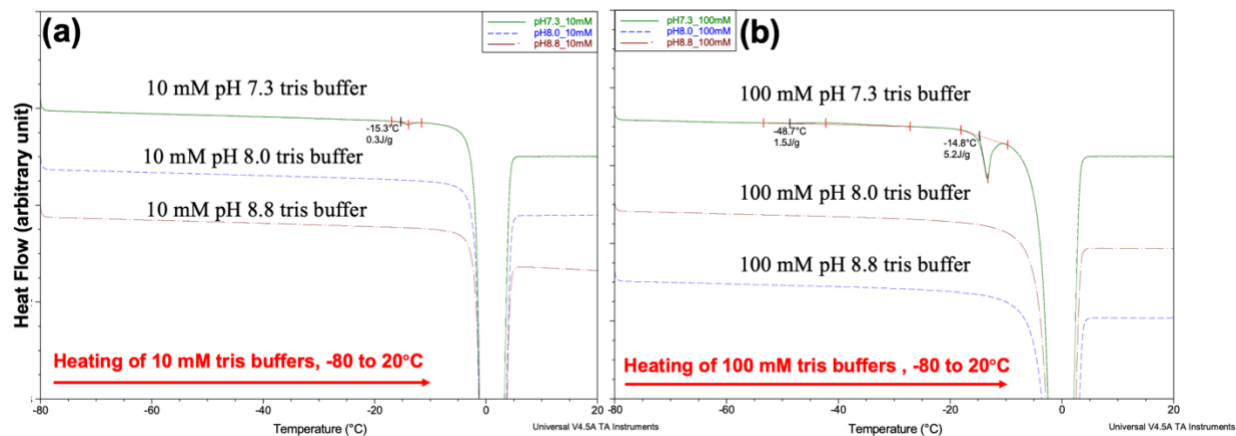 (a)
pH7.3_10mM
pH8.0_10mM
pH8.8_10mM
10 mM pH 7.3 tris buffer
-15.3°C
0.3J/g
10 mM pH 8.0 tris buffer
10 mM pH 8.8 tris buffer
Heat Flow (arbitrary unit)
Heating of 10 mM tris buffers, -80 to 20°C
-80 -60 -40 -20 0 20
Temperature (°C)
Universal V4.5A TA Instruments
(b)
pH7.3_100mM
pH8.0_100mM
pH8.8_100mM
100 mM pH 7.3 tris buffer
-48.7°C
1.5J/g
-14.8°C
5.2J/g
100 mM pH 8.0 tris buffer
100 mM pH 8.8 tris buffer
Heating of 100 mM tris buffers , -80 to 20°C
-80 -60 -40 -20 0 20
Temperature (°C)
Universal V4.5A TA Instruments